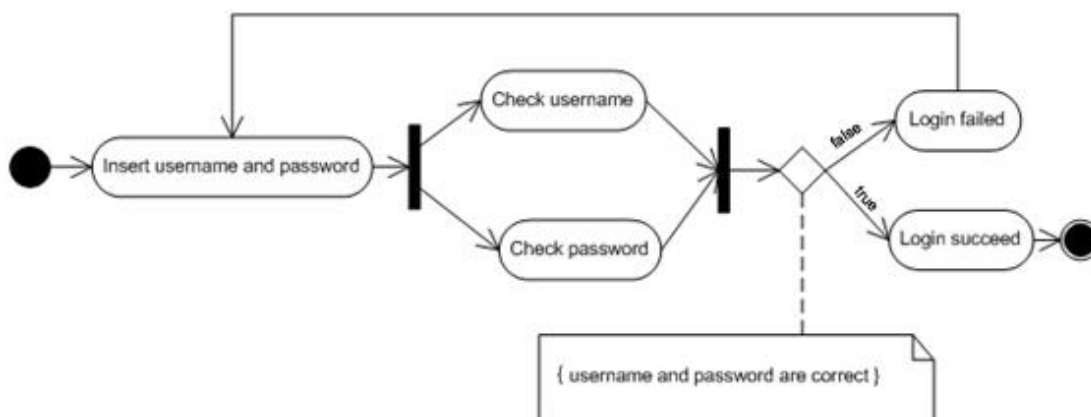 Check username
Insert username and password
Check password
false
true
Login failed
Login succeed
{ username and password are correct }